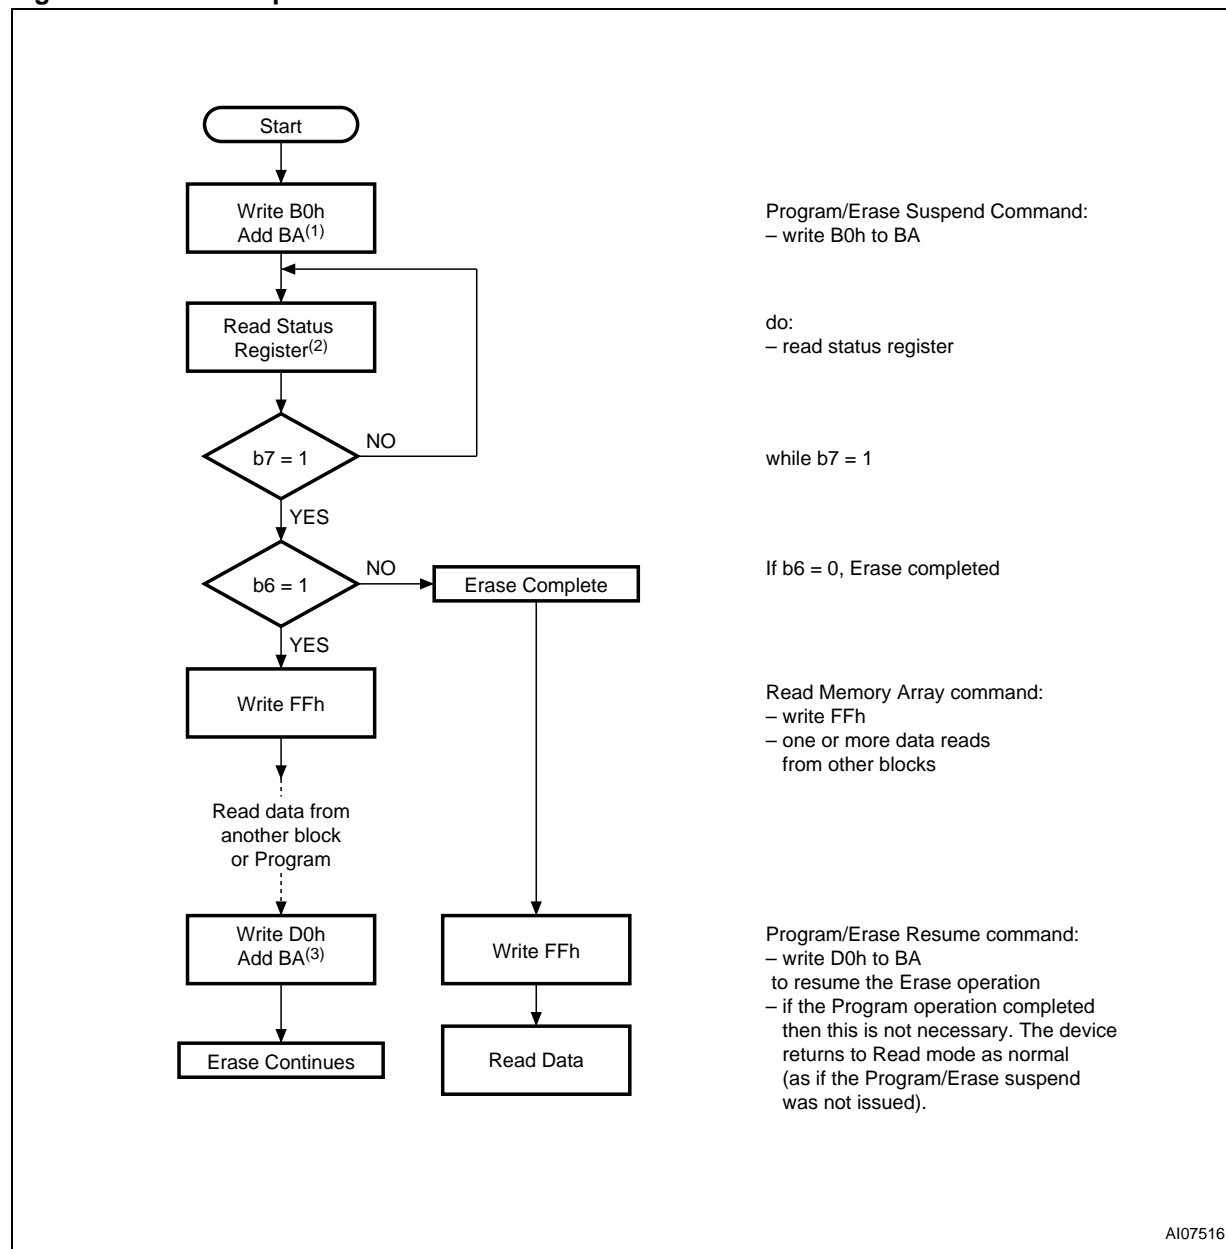 Start
Write B0h
Add BA(1)
Program/Erase Suspend Command:
– write B0h to BA
Read Status
Register(2)
do:
– read status register
NO
b7 = 1
while b7 = 1
YES
NO
b6 = 1
Erase Complete
If b6 = 0, Erase completed
YES
Write FFh
Read Memory Array command:
– write FFh
– one or more data reads
from other blocks
Read data from
another block
or Program
Write D0h
Add BA(3)
Write FFh
Program/Erase Resume command:
– write D0h to BA
to resume the Erase operation
– if the Program operation completed
then this is not necessary. The device
returns to Read mode as normal
(as if the Program/Erase suspend
was not issued).
Erase Continues
Read Data
AI07516